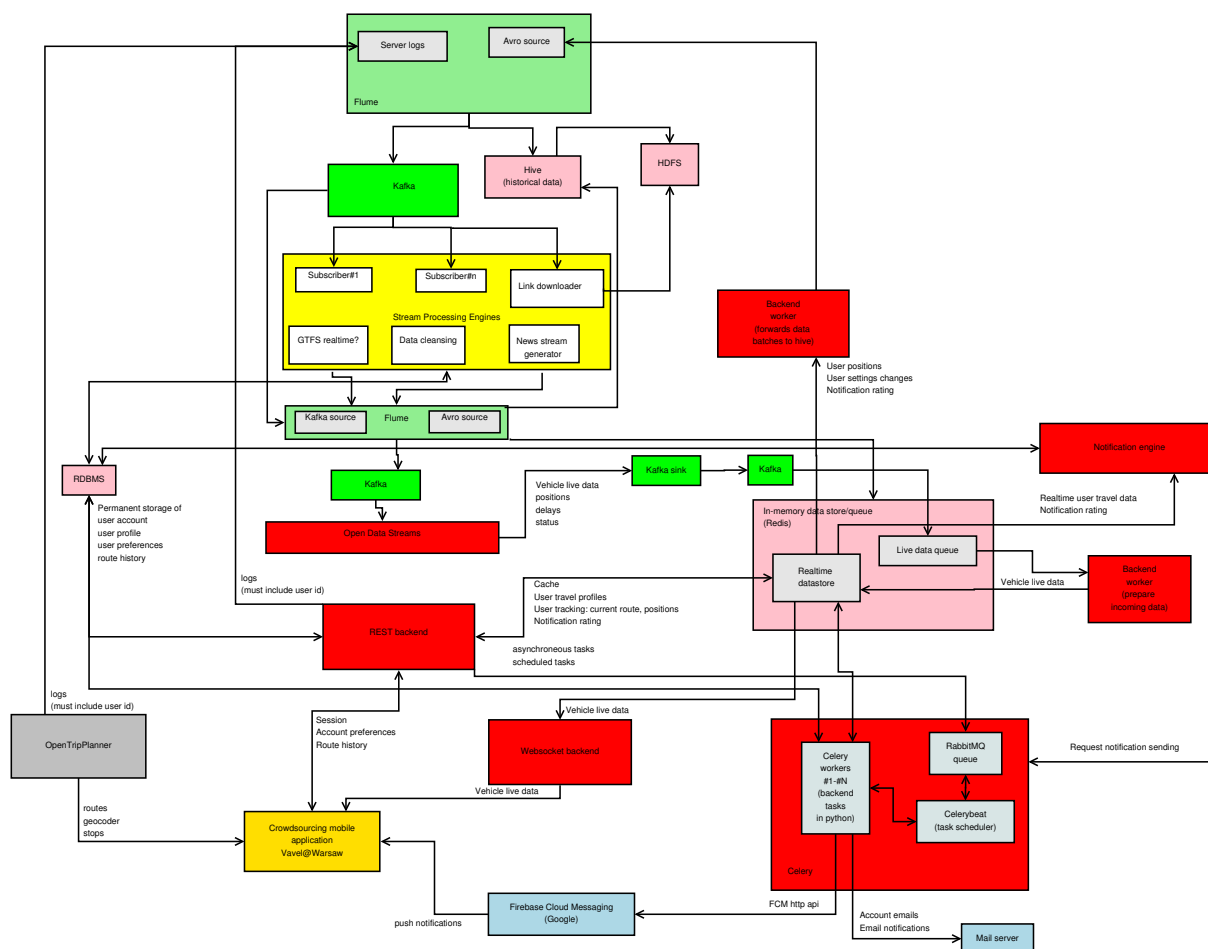 Server logs
Avro source
Flume
Kafka
Hive
(historical data)
HDFS
Subscriber#1
Subscriber#n
Link downloader
Stream Processing Engines
GTFS realtime?
Data cleansing
News stream
generator
Backend
worker
(forwards data
batches to hive)
User positions
User settings changes
Notification rating
Kafka source
Flume
Avro source
Notification engine
RDBMS
Kafka
Kafka sink
Kafka
Vehicle live data
positions
delays
status
Realtime user travel data
Notification rating
Permanent storage of
user account
user profile
user preferences
route history
Open Data Streams
In-memory data store/queue
(Redis)
Live data queue
Realtime
datastore
Backend
worker
(prepare
incoming data)
Vehicle live data
logs
(must include user id)
Cache
User travel profiles
User tracking: current route, positions
Notification rating
REST backend
asynchroneous tasks
scheduled tasks
logs
(must include user id)
OpenTripPlanner
Session
Account preferences
Route history
Vehicle live data
Websocket backend
Vehicle live data
Celery
workers
#1-#N
(backend
tasks
in python)
RabbitMQ
queue
Celerybeat
(task scheduler)
Celery
Request notification sending
routes
geocoder
stops
Crowdsourcing mobile
application
Vavel@Warsaw
push notifications
Firebase Cloud Messaging
(Google)
FCM http api
Account emails
Email notifications
Mail server